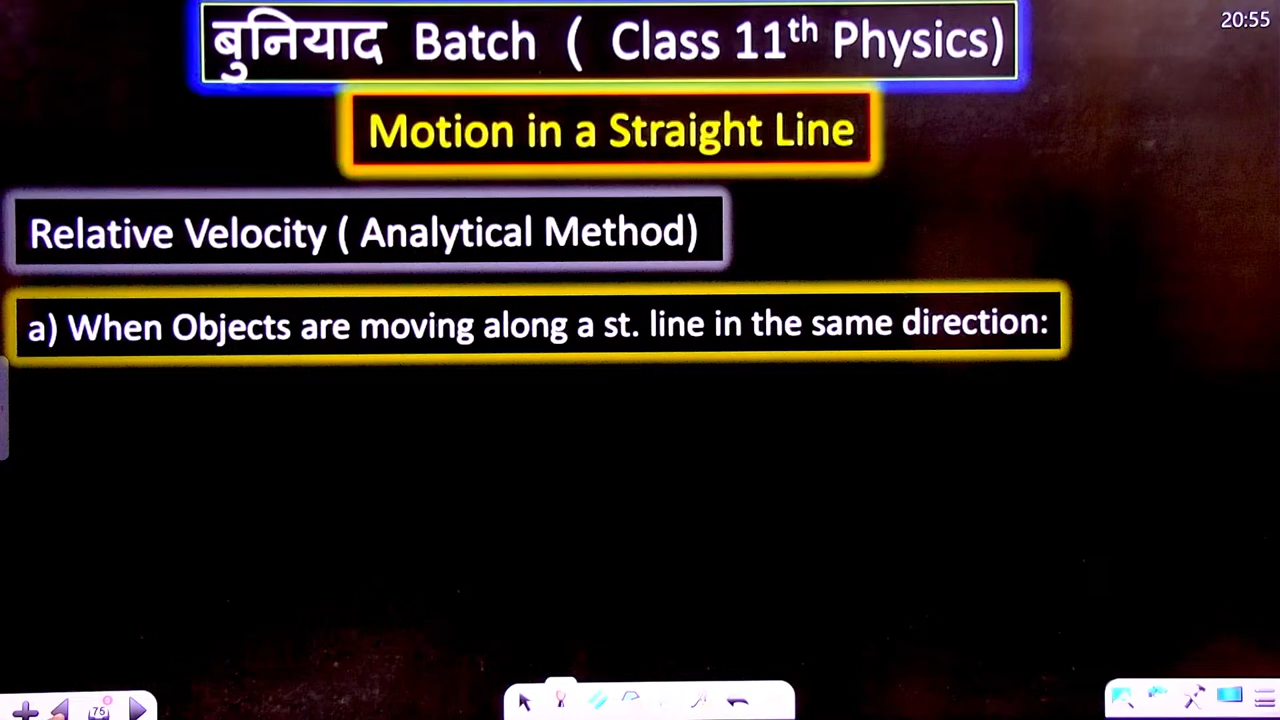 20:55
बुनियाद Batch ( Class 11th Physics)
Motion in a Straight Line
Relative Velocity ( Analytical Method)
a) When Objects are moving along a st. line in the same direction:
75